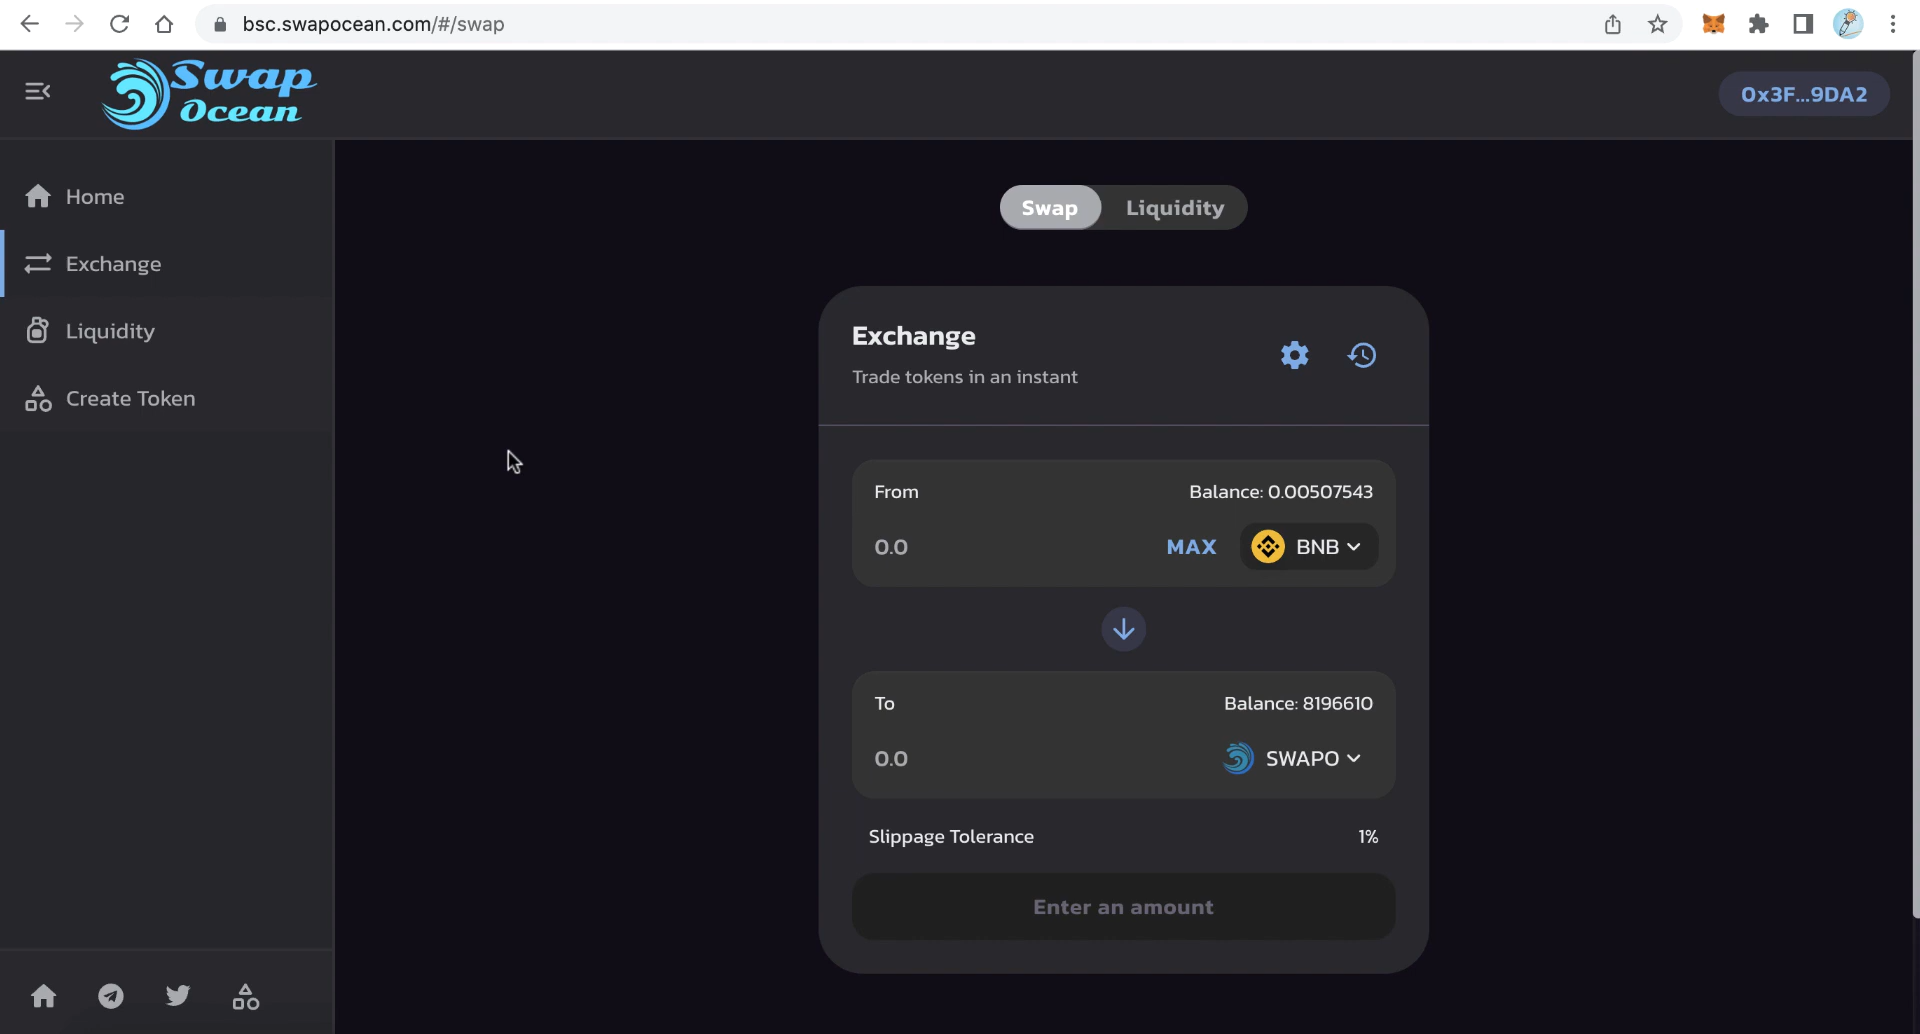 bsc.swapocean.com/#/swap
Swap
Ocean
0x3F...9DA2
Home
Exchange
Liquidity
Create Token
Swap
Liquidity
Exchange
Trade tokens in an instant
From
Balance: 0.00507543
0.0
MAX
BNB
To
Balance: 8196610
0.0
SWAPO
Slippage Tolerance
1%
Enter an amount